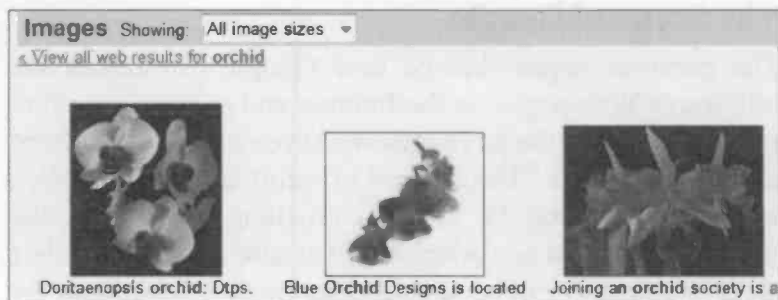 Images Showing: All image sizes
« View all web results for orchid
Doritaenopsis orchid: Dtps.
Blue Orchid Designs is located
Joining an orchid society is a